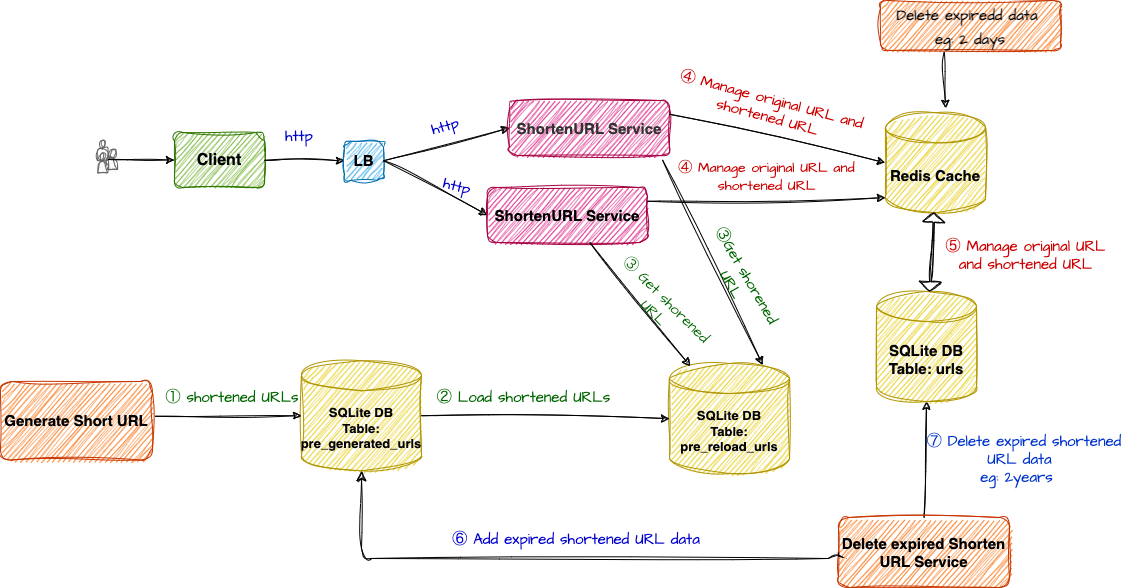 Delete expiredd data
eg: 2 days
④ Manage original URL and
shortened URL
http
http
ShortenURL Service
Client
LB
④ Manage original URL and
shortened URL
Redis Cache
http
ShortenURL Service
③ Get shorened
URL
③Get shorened
URL
⑤ Manage original URL
and shortened URL
SQLite DB
Table: urls
① shortened URLs
② Load shortened URLs
Generate Short URL
SQLite DB
Table:
pre_generated_urls
SQLite DB
Table:
pre_reload_urls
⑦ Delete expired shortened
URL data
eg: 2years
⑥ Add expired shortened URL data
Delete expired Shorten
URL Service